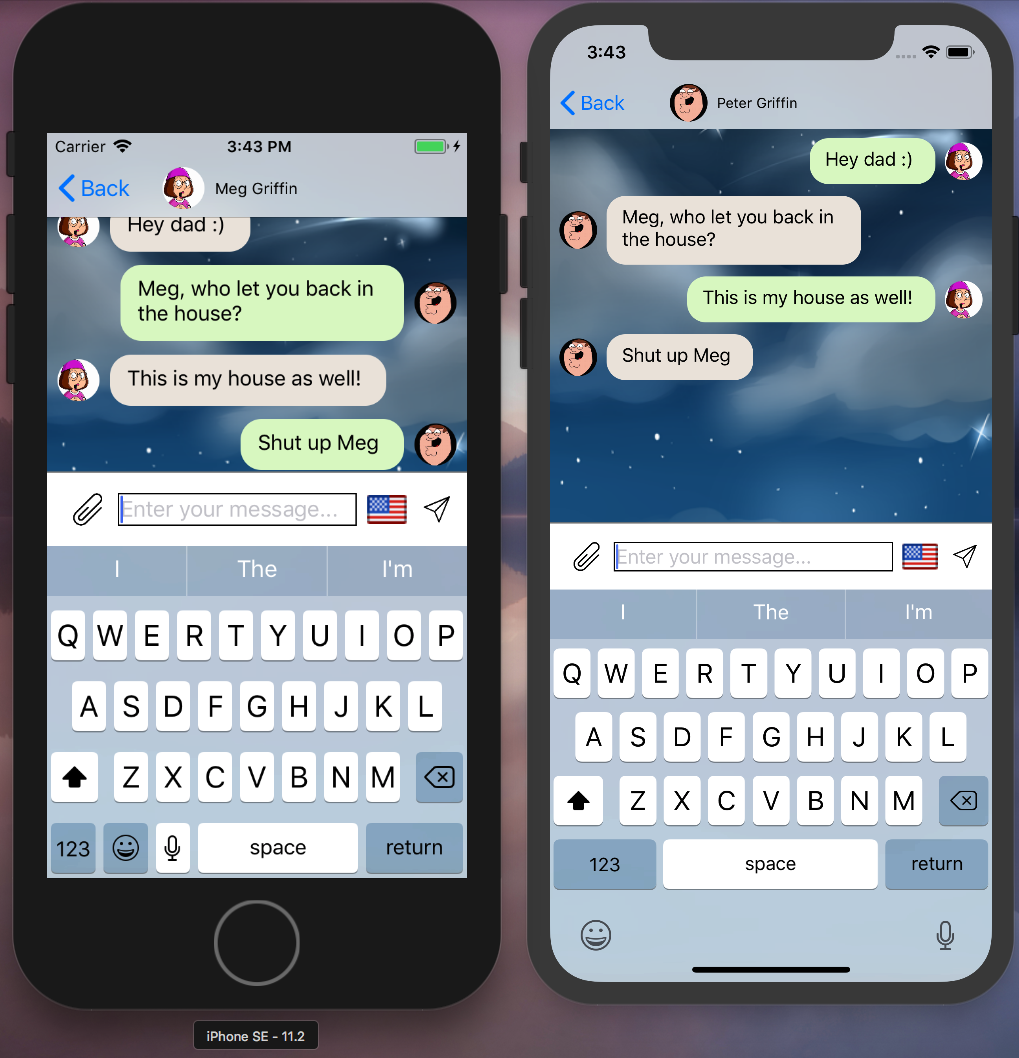 Carrier 3:43 PM
Back Meg Griffin
Hey dad :)
Meg, who let you back in
the house?
This is my house as well!
Shut up Meg
Enter your message...
I The I'm
Q W E R T Y U I O P
A S D F G H J K L
Z X C V B N M
123 space return
iPhone SE - 11.2
3:43
Back Peter Griffin
Hey dad :)
Meg, who let you back in
the house?
This is my house as well!
Shut up Meg
Enter your message...
I The I'm
Q W E R T Y U I O P
A S D F G H J K L
Z X C V B N M
123 space return